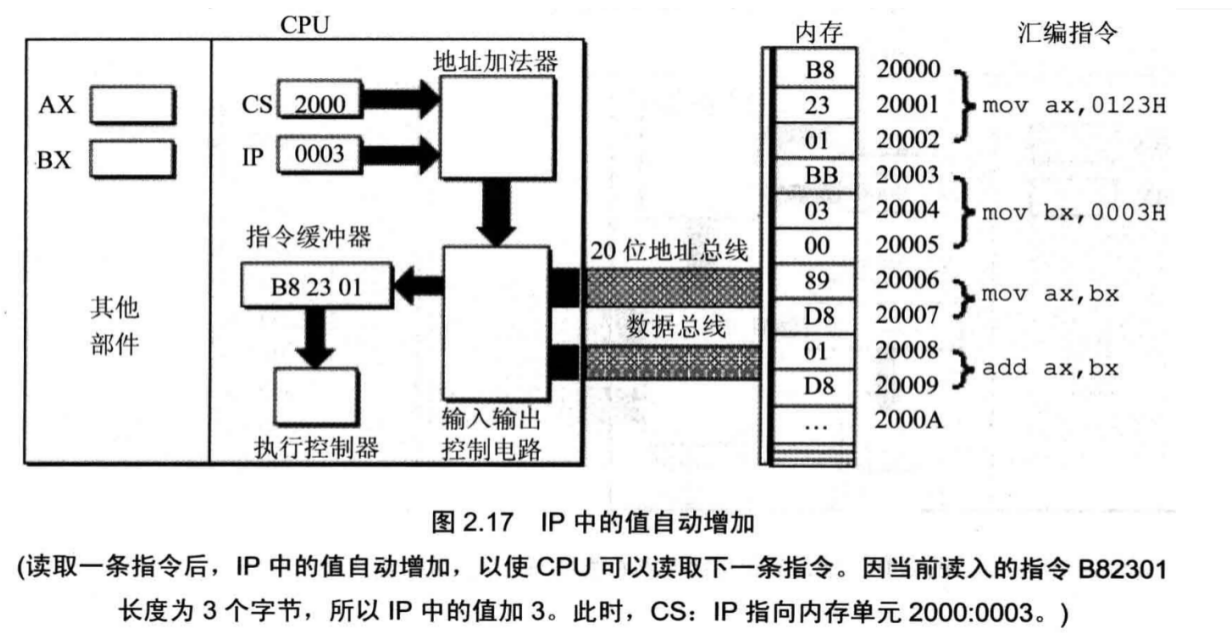 CPU
内存
汇编指令
地址加法器
AX
BX
CS
2000
IP
0003
指令缓冲器
B8 23 01
其他
部件
执行控制器
输入输出
控制电路
20 位地址总线
数据总线
B8 20000
23 20001 mov ax,0123H
01 20002
BB 20003
03 20004 mov bx,0003H
00 20005
89 20006
mov ax,bx
D8 20007
01 20008
add ax,bx
D8 20009
… 2000A
图 2.17 IP 中的值自动增加
(读取一条指令后，IP 中的值自动增加，以使 CPU 可以读取下一条指令。因当前读入的指令 B82301
长度为 3 个字节，所以 IP 中的值加 3。此时，CS：IP 指向内存单元 2000:0003。)